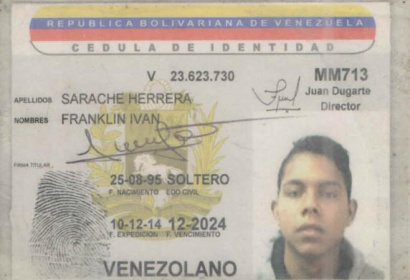 REPUBLICA BOLIVARIANA DE VENEZUELA
CEDULA DE IDENTIDAD
V 23.623.730
MM713
Juan Dugarte
Director
APELLIDOS SARACHE HERRERA
NOMBRES FRANKLIN IVAN
FIRMA TITULAR
25-08-95 SOLTERO
F. NACIMIENTO EDO CIVIL
10-12-14 12-2024
F. EXPEDICION F. VENCIMIENTO
VENEZOLANO